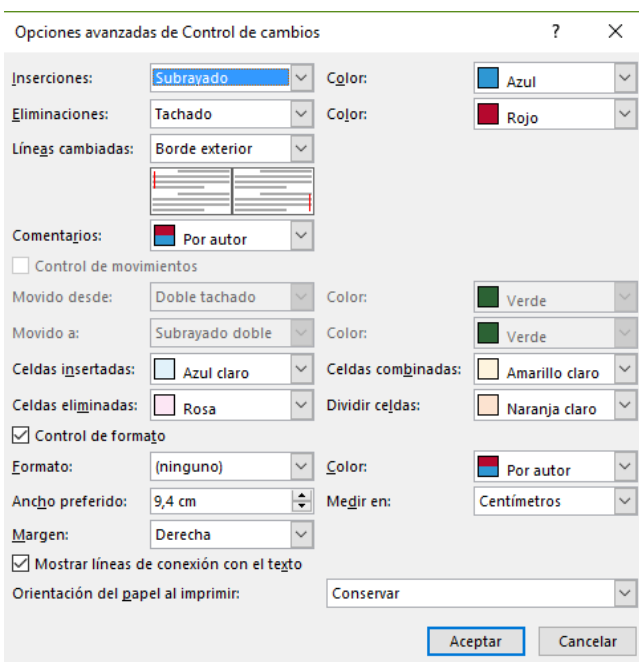 Opciones avanzadas de Control de cambios ? ✕
Inserciones: Subrayado Color: Azul
Eliminaciones: Tachado Color: Rojo
Líneas cambiadas: Borde exterior
Comentarios: Por autor
Control de movimientos
Movido desde: Doble tachado Color: Verde
Movido a: Subrayado doble Color: Verde
Celdas insertadas: Azul claro Celdas combinadas: Amarillo claro
Celdas eliminadas: Rosa Dividir celdas: Naranja claro
Control de formato
Formato: (ninguno) Color: Por autor
Ancho preferido: 9,4 cm Medir en: Centímetros
Margen: Derecha
Mostrar líneas de conexión con el texto
Orientación del papel al imprimir: Conservar
Aceptar Cancelar